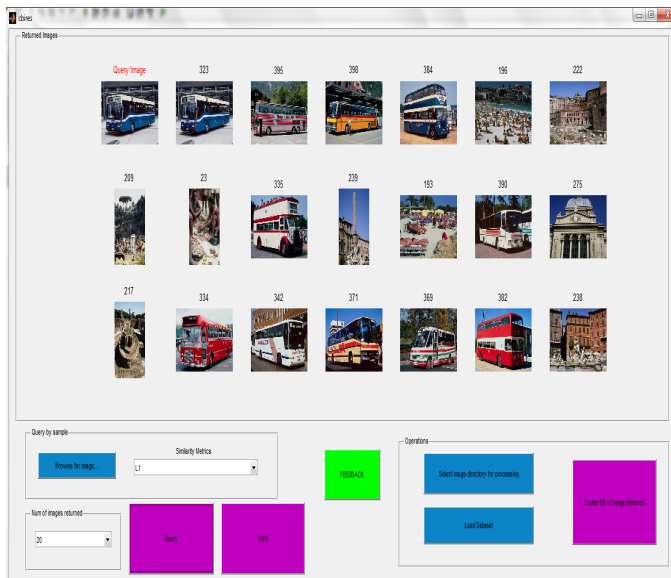 cbires
Returned Images
Query Image 323 395 398 384 196 222
209 23 335 239 193 390 275
217 334 342 371 369 382 238
Query by sample
Similarity Metrics
Browse for image...
L1
FEEDBACK
Operations
Select image directory for processing
Create DB of image features
Load Dataset
Num of images returned
20
Query
SVM